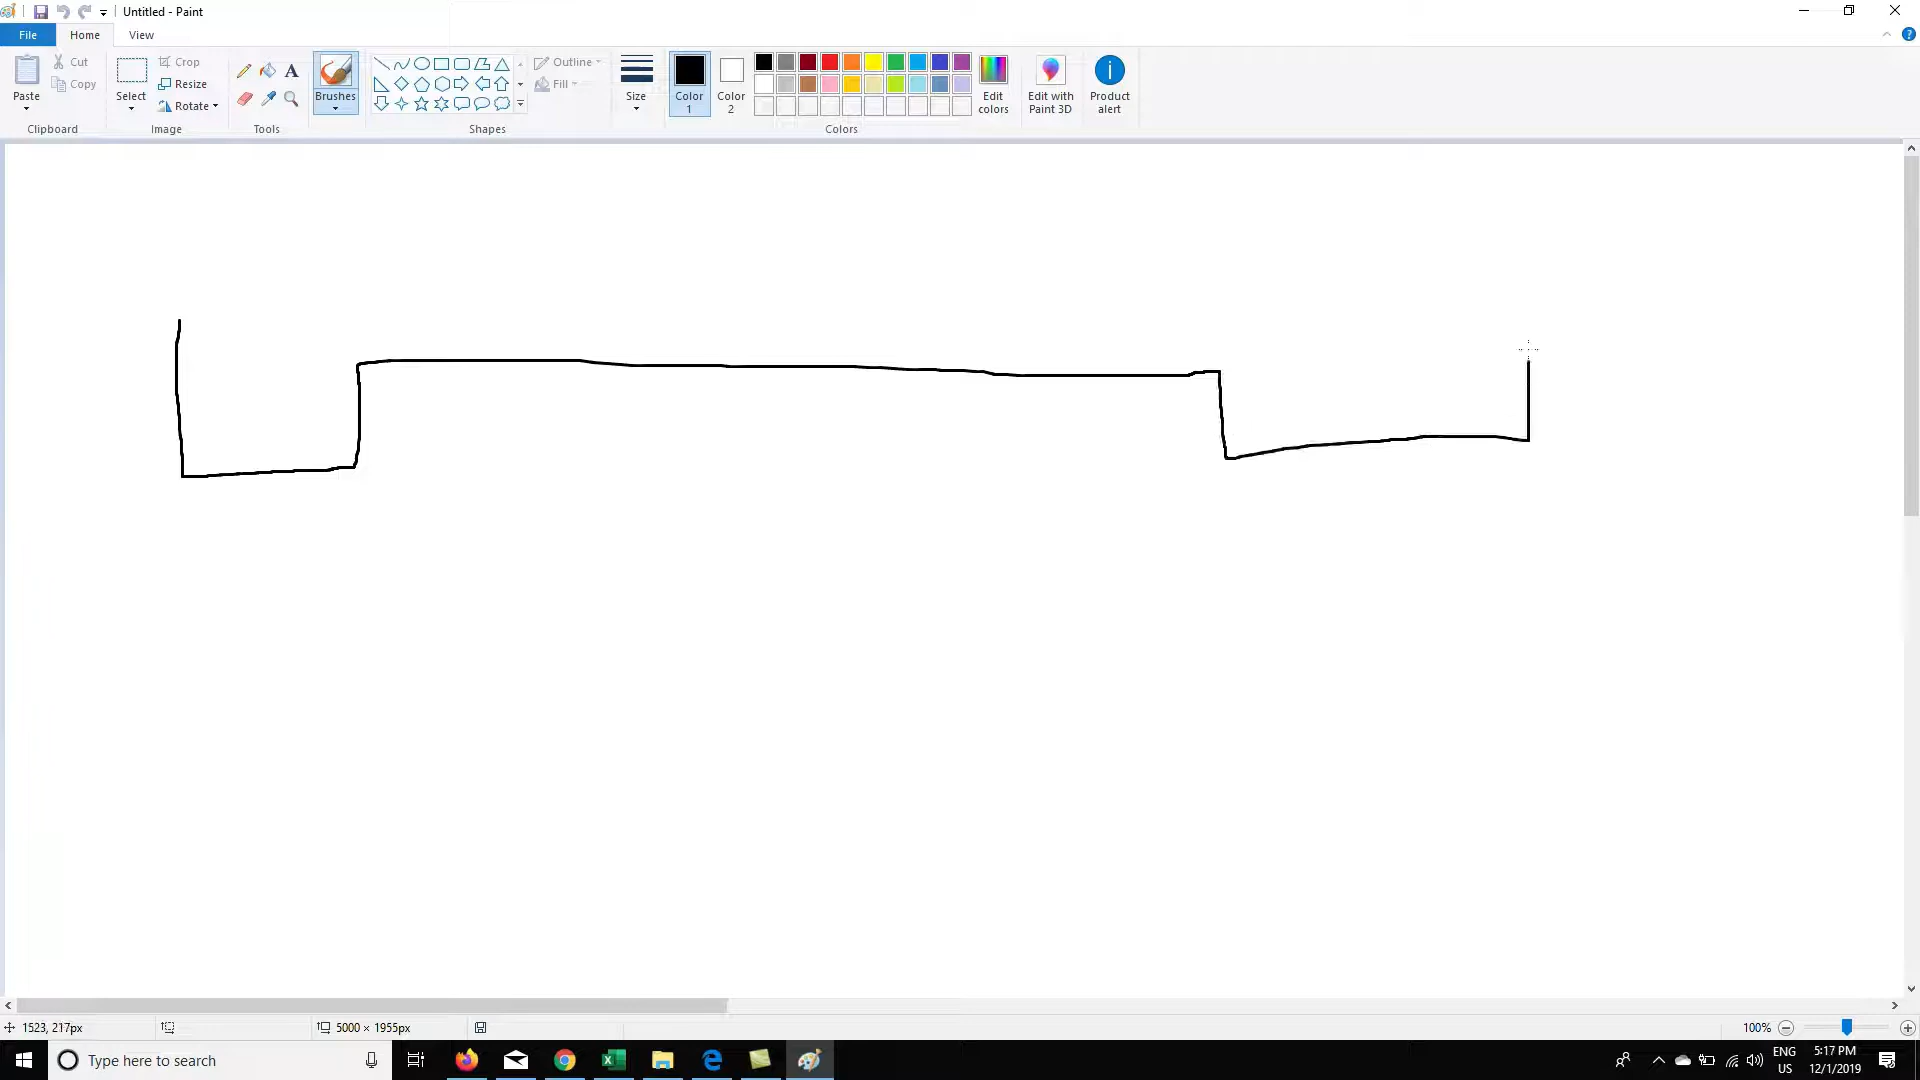 Untitled - Paint
File Home View
Paste
Cut
Copy
Clipboard
Select
Crop
Resize
Rotate
Image
A
Tools
Brushes
Outline
Fill
Shapes
Size
Color 1
Color 2
Colors
Edit colors
Edit with Paint 3D
Product alert
1523, 217px
5000 × 1955px
100%
Type here to search
ENG
US
5:17 PM
12/1/2019